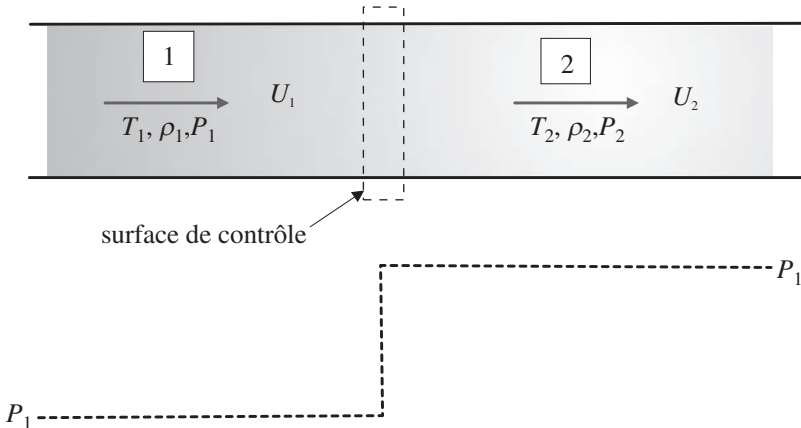 1
2
U₁
U₂
T₁, ρ₁,P₁
T₂, ρ₂,P₂
surface de contrôle
P₁
P₁